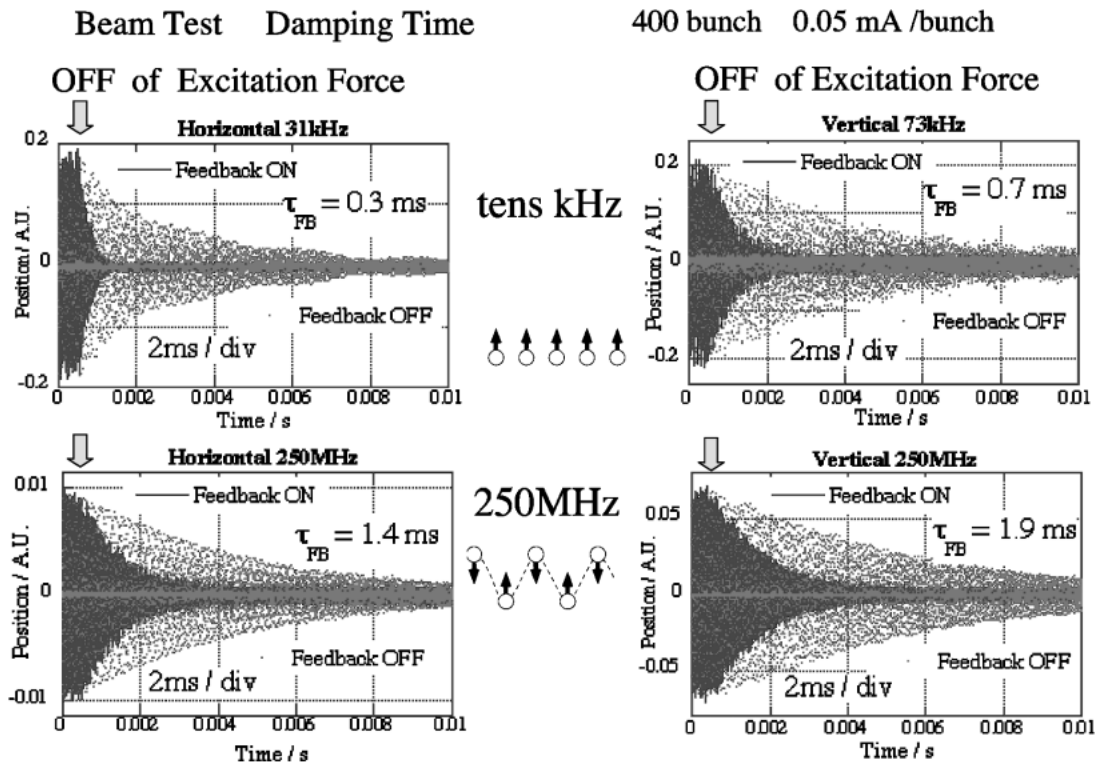 Beam Test Damping Time 400 bunch 0.05 mA /bunch
OFF of Excitation Force
OFF of Excitation Force
Horizontal 31kHz
02
Feedback ON
τFB = 0.3 ms
Position / A.U.
0
Feedback OFF
2ms / div
-0.2
0 0.002 0.004 0.006 0.008 0.01
Time / s
tens kHz
Vertical 73kHz
02
Feedback ON
τFB = 0.7 ms
Position / A.U.
0
Feedback OFF
2ms / div
-0.2
0 0.002 0.004 0.006 0.008 0.01
Time / s
Horizontal 250MHz
0.01
Feedback ON
τFB = 1.4 ms
Position / A.U.
0
Feedback OFF
2ms / div
-0.01
0 0.002 0.004 0.006 0.008 0.01
Time / s
250MHz
Vertical 250MHz
0.05
Feedback ON
τFB = 1.9 ms
Position / A.U.
0
-0.05
Feedback OFF
2ms / div
0 0.002 0.004 0.006 0.008 0.01
Time / s